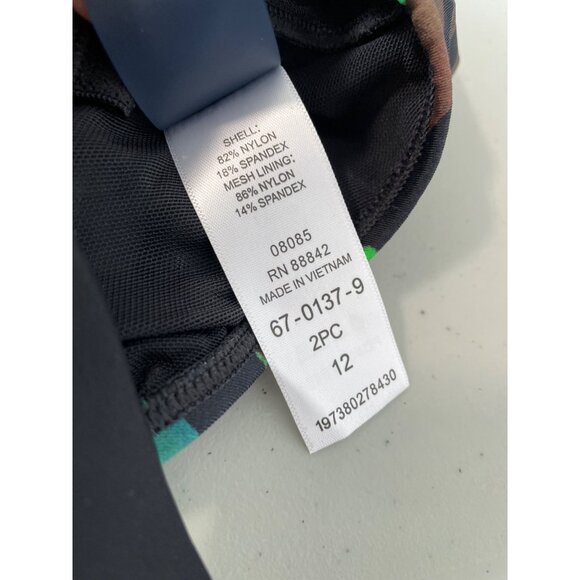 SHELL:
82% NYLON
18% SPANDEX
MESH LINING:
86% NYLON
14% SPANDEX
08085
RN 88842
MADE IN VIETNAM
67-0137-9
2PC
12
197380278430